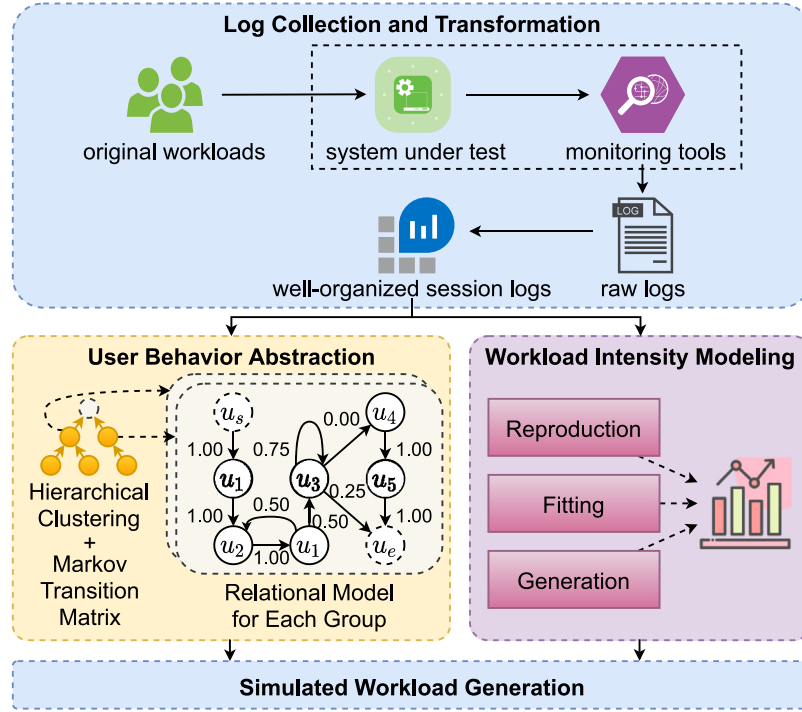 Log Collection and Transformation
original workloads
system under test
monitoring tools
LOG
well-organized session logs
raw logs
User Behavior Abstraction
Workload Intensity Modeling
u_s
0.00
u_4
1.00
0.75
1.00
u_1
u_3
u_5
1.00
0.50
0.25
0.50
1.00
u_2
1.00
u_1
u_e
Hierarchical
Clustering
+
Markov
Transition
Matrix
Relational Model
for Each Group
Reproduction
Fitting
Generation
Simulated Workload Generation